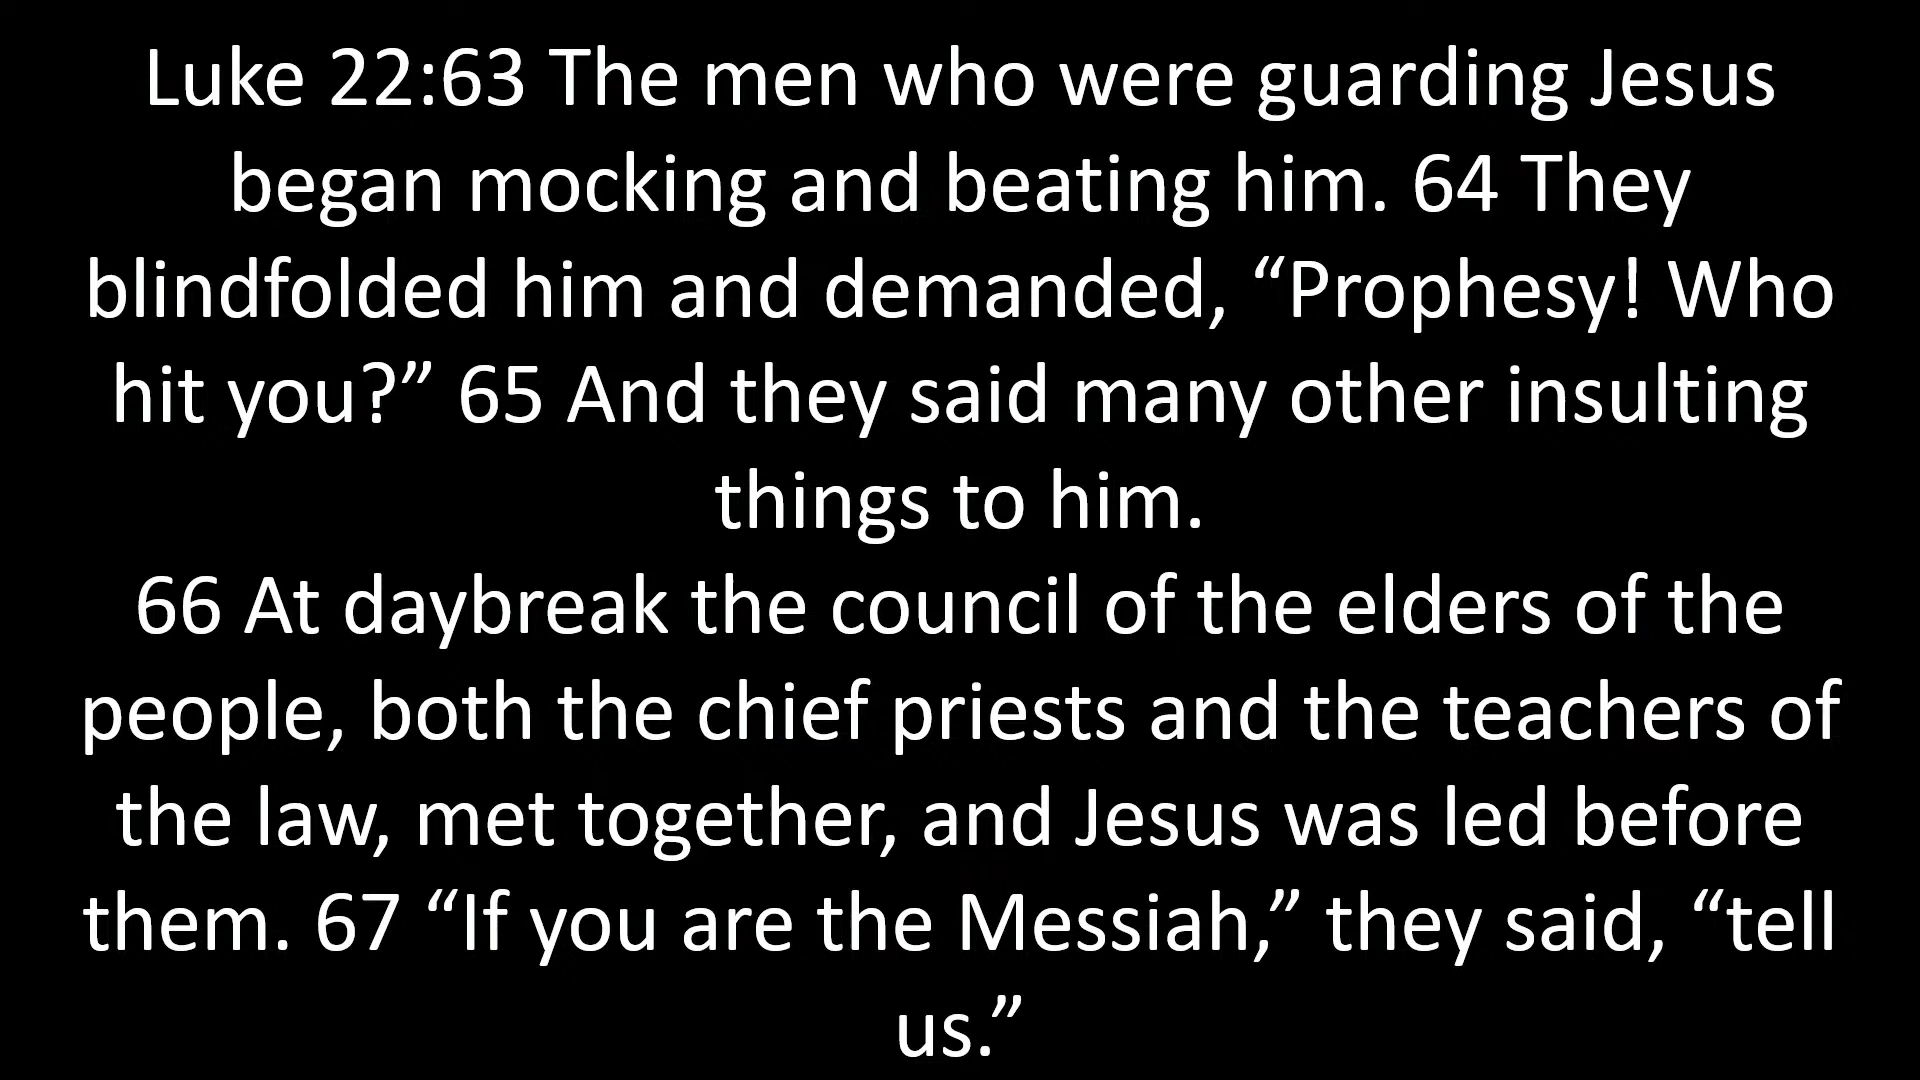 Luke 22:63 The men who were guarding Jesus
began mocking and beating him. 64 They
blindfolded him and demanded, “Prophesy! Who
hit you?” 65 And they said many other insulting
things to him.
66 At daybreak the council of the elders of the
people, both the chief priests and the teachers of
the law, met together, and Jesus was led before
them. 67 “If you are the Messiah,” they said, “tell
us.”